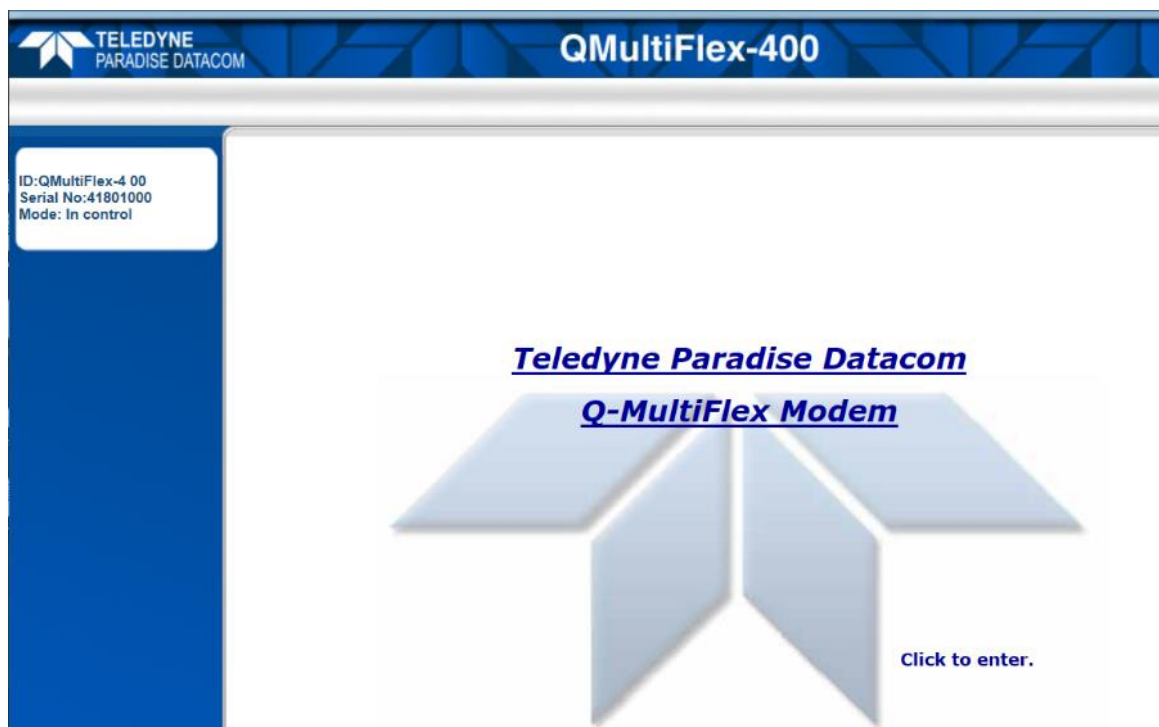 TELEDYNE
PARADISE DATACOM
QMultiFlex-400
ID:QMultiFlex-4 00
Serial No:41801000
Mode: In control
Teledyne Paradise Datacom
Q-MultiFlex Modem
Click to enter.